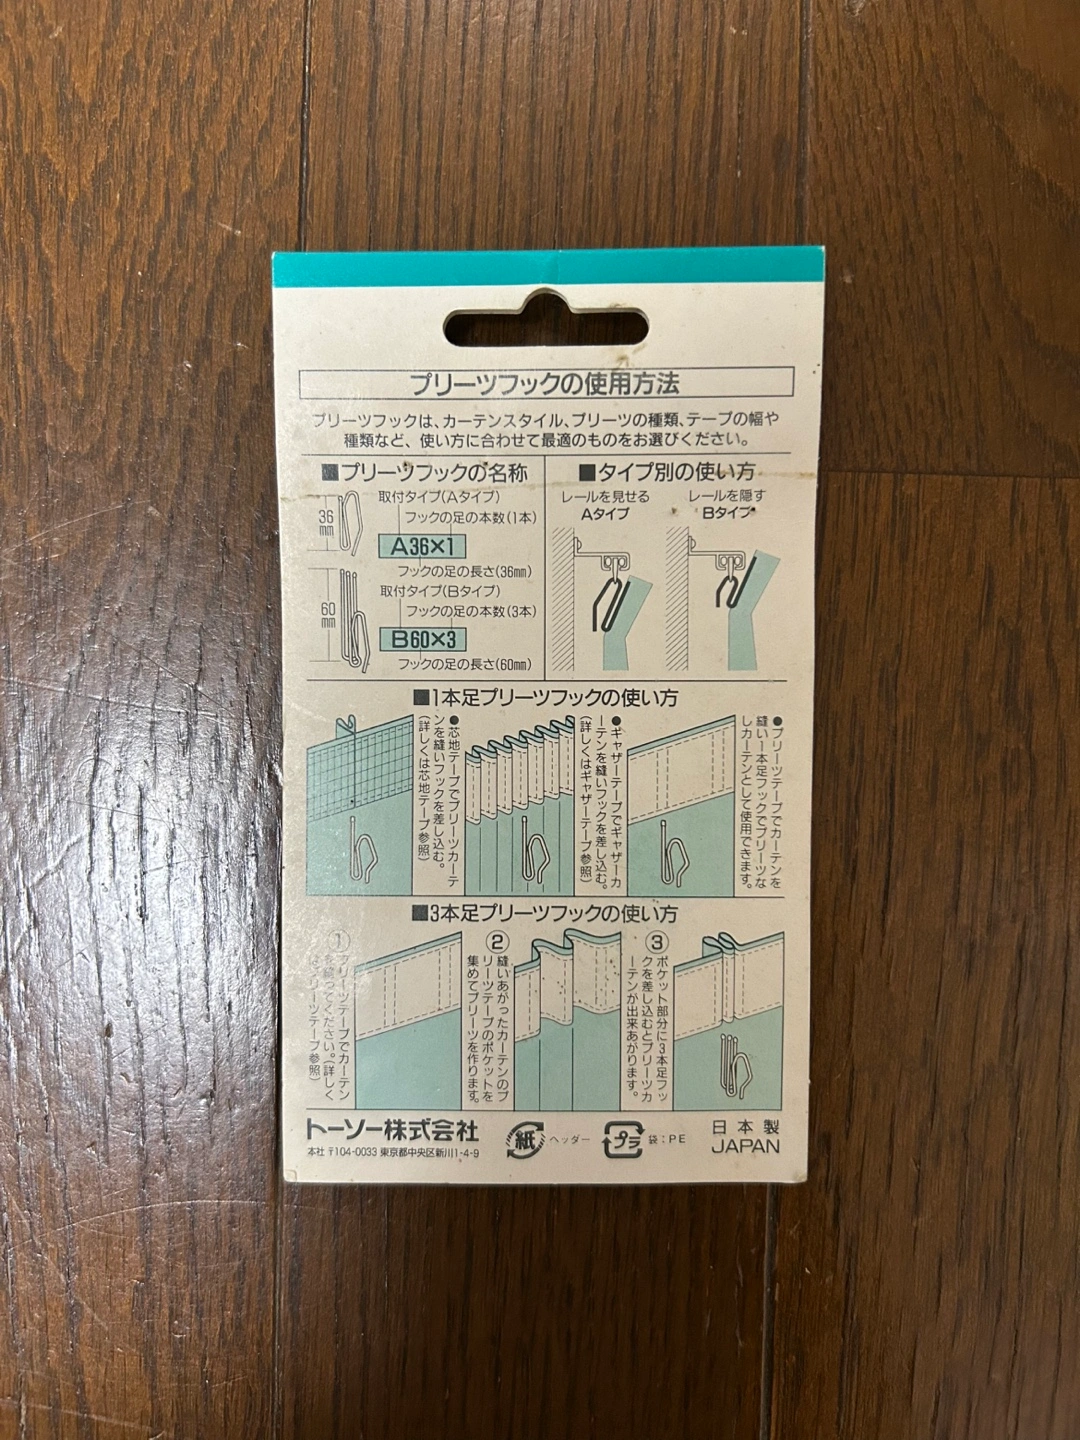 プリーツフックの使用方法
プリーツフックは、カーテンスタイル、プリーツの種類、テープの幅や
種類など、使い方に合わせて最適のものをお選びください。
■プリーツフックの名称
取付タイプ(Aタイプ)
フックの足の本数(1本)
36
mm
A36×1
フックの足の長さ(36mm)
取付タイプ(Bタイプ)
フックの足の本数(3本)
60
mm
B60×3
フックの足の長さ(60mm)
■タイプ別の使い方
レールを見せる
Aタイプ
レールを隠す
Bタイプ
■1本足プリーツフックの使い方
●プリーツテープでカーテンを
縫い1本足フックでプリーツな
しカーテンとして使用できます。
●ギャザーテープでギャザーカ
ーテンを縫いフックを差し込む。
(詳しくはギャザーテープ参照)
●芯地テープでプリーツカーテ
ンを縫いフックを差し込む。
(詳しくは芯地テープ参照)
■3本足プリーツフックの使い方
①
プリーツテープでカーテン
を縫ってください。(詳しく
はプリーツテープ参照)
②
縫いあがったカーテンのプ
リーツテープのポケットを
集めてプリーツを作ります。
③
ポケット部分に3本足フッ
クを差し込むとプリーツカ
ーテンが出来あがります。
トーソー株式会社
本社 〒104-0033 東京都中央区新川1-4-9
紙
ヘッダー
プラ
袋:PE
日本製
JAPAN